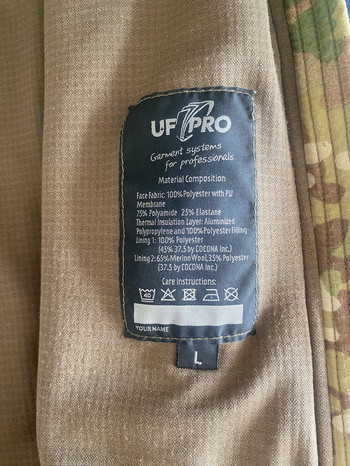 UF PRO
Garment systems
for professionals
Material Composition
Face Fabric: 100% Polyester with PU
Membrane
75% Polyamide 25% Elastane
Thermal Insulation Layer: Aluminized
Polypropylene and 100% Polyester Filling
Lining 1: 100% Polyester
(45% 37.5 by COCONA Inc.)
Lining 2: 65% Merino Wool, 35% Polyester
(37.5 by COCONA Inc.)
Care Instructions:
40
YOUR NAME
L